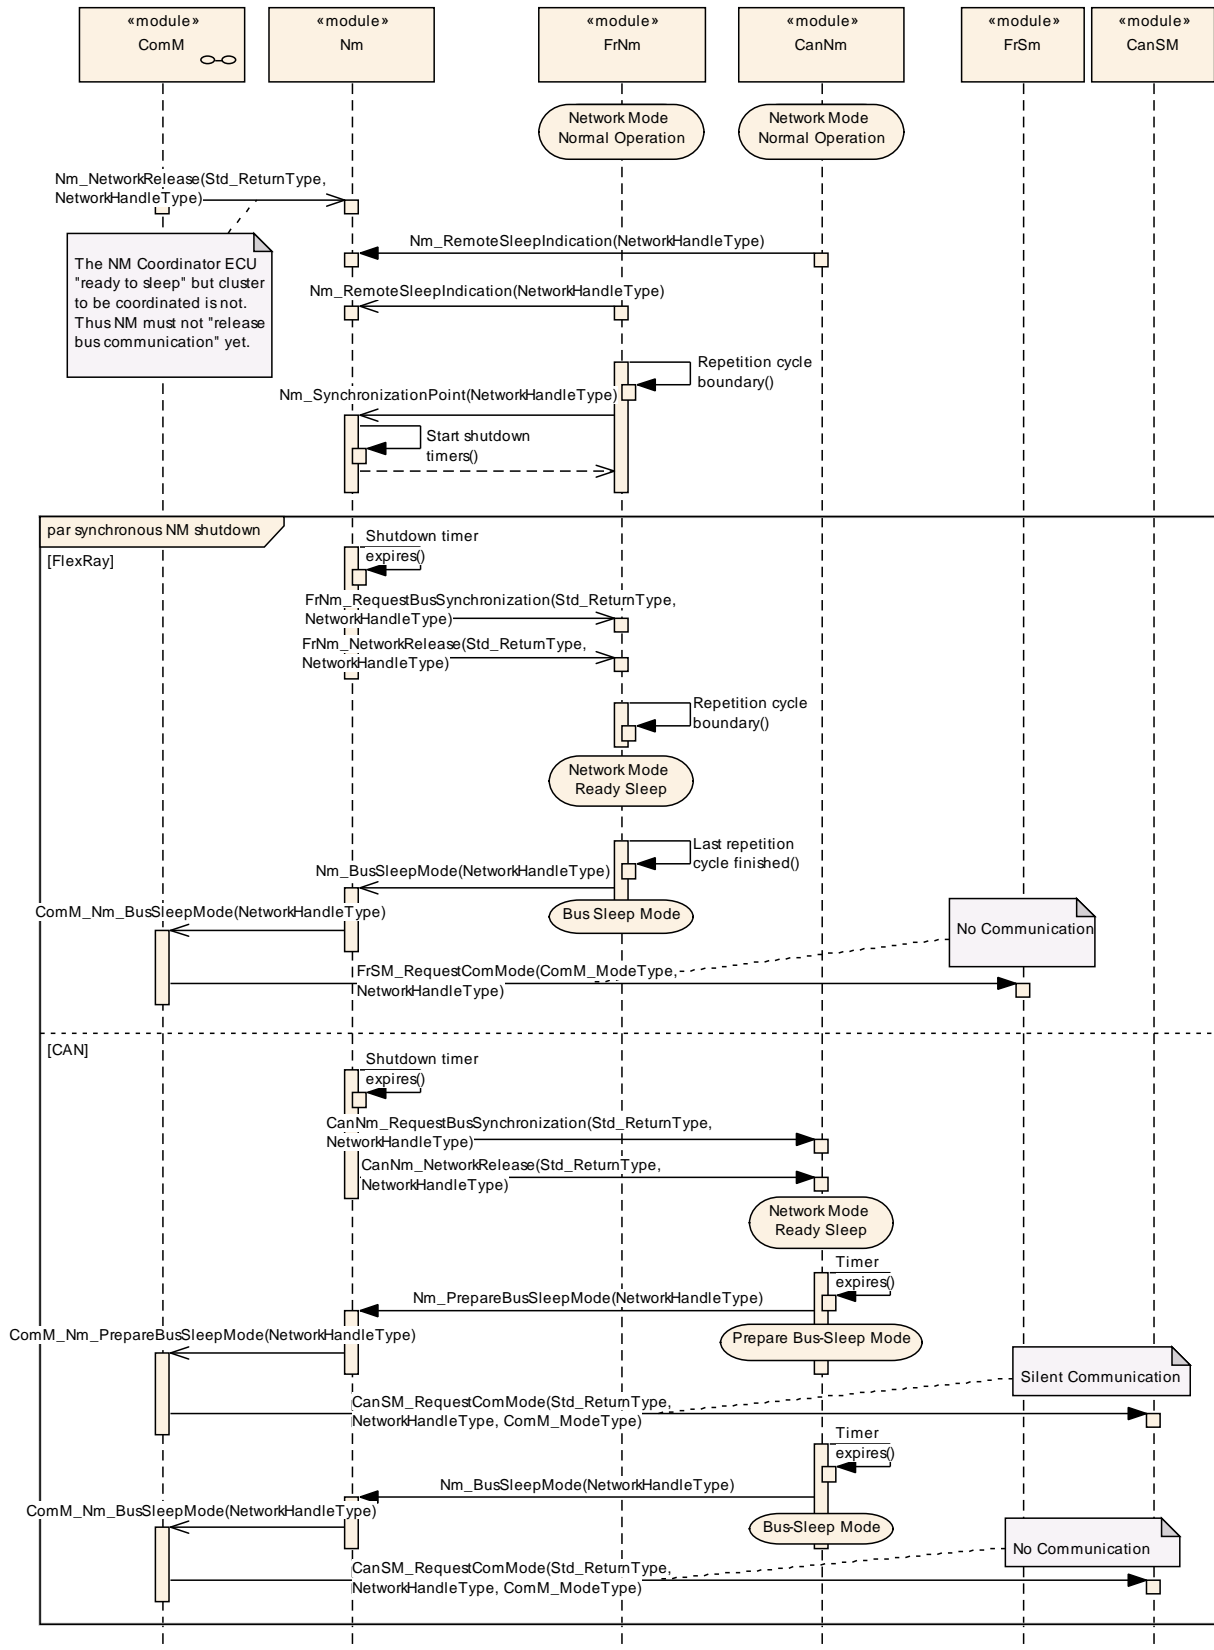 «module»
ComM
«module»
Nm
«module»
FrNm
«module»
CanNm
«module»
FrSm
«module»
CanSM
Network Mode
Normal Operation
Network Mode
Normal Operation
Nm_NetworkRelease(Std_ReturnType,
NetworkHandleType)
Nm_RemoteSleepIndication(NetworkHandleType)
The NM Coordinator ECU
"ready to sleep" but cluster
to be coordinated is not.
Thus NM must not "release
bus communication" yet.
Nm_RemoteSleepIndication(NetworkHandleType)
Repetition cycle
boundary()
Nm_SynchronizationPoint(NetworkHandleType)
Start shutdown
timers()
par synchronous NM shutdown
[FlexRay]
Shutdown timer
expires()
FrNm_RequestBusSynchronization(Std_ReturnType,
NetworkHandleType)
FrNm_NetworkRelease(Std_ReturnType,
NetworkHandleType)
Repetition cycle
boundary()
Network Mode
Ready Sleep
Last repetition
cycle finished()
Nm_BusSleepMode(NetworkHandleType)
Bus Sleep Mode
ComM_Nm_BusSleepMode(NetworkHandleType)
No Communication
FrSM_RequestComMode(ComM_ModeType,
NetworkHandleType)
[CAN]
Shutdown timer
expires()
CanNm_RequestBusSynchronization(Std_ReturnType,
NetworkHandleType)
CanNm_NetworkRelease(Std_ReturnType,
NetworkHandleType)
Network Mode
Ready Sleep
Timer
expires()
Nm_PrepareBusSleepMode(NetworkHandleType)
ComM_Nm_PrepareBusSleepMode(NetworkHandleType)
Prepare Bus-Sleep Mode
Silent Communication
CanSM_RequestComMode(Std_ReturnType,
NetworkHandleType, ComM_ModeType)
Timer
expires()
Nm_BusSleepMode(NetworkHandleType)
ComM_Nm_BusSleepMode(NetworkHandleType)
Bus-Sleep Mode
No Communication
CanSM_RequestComMode(Std_ReturnType,
NetworkHandleType, ComM_ModeType)